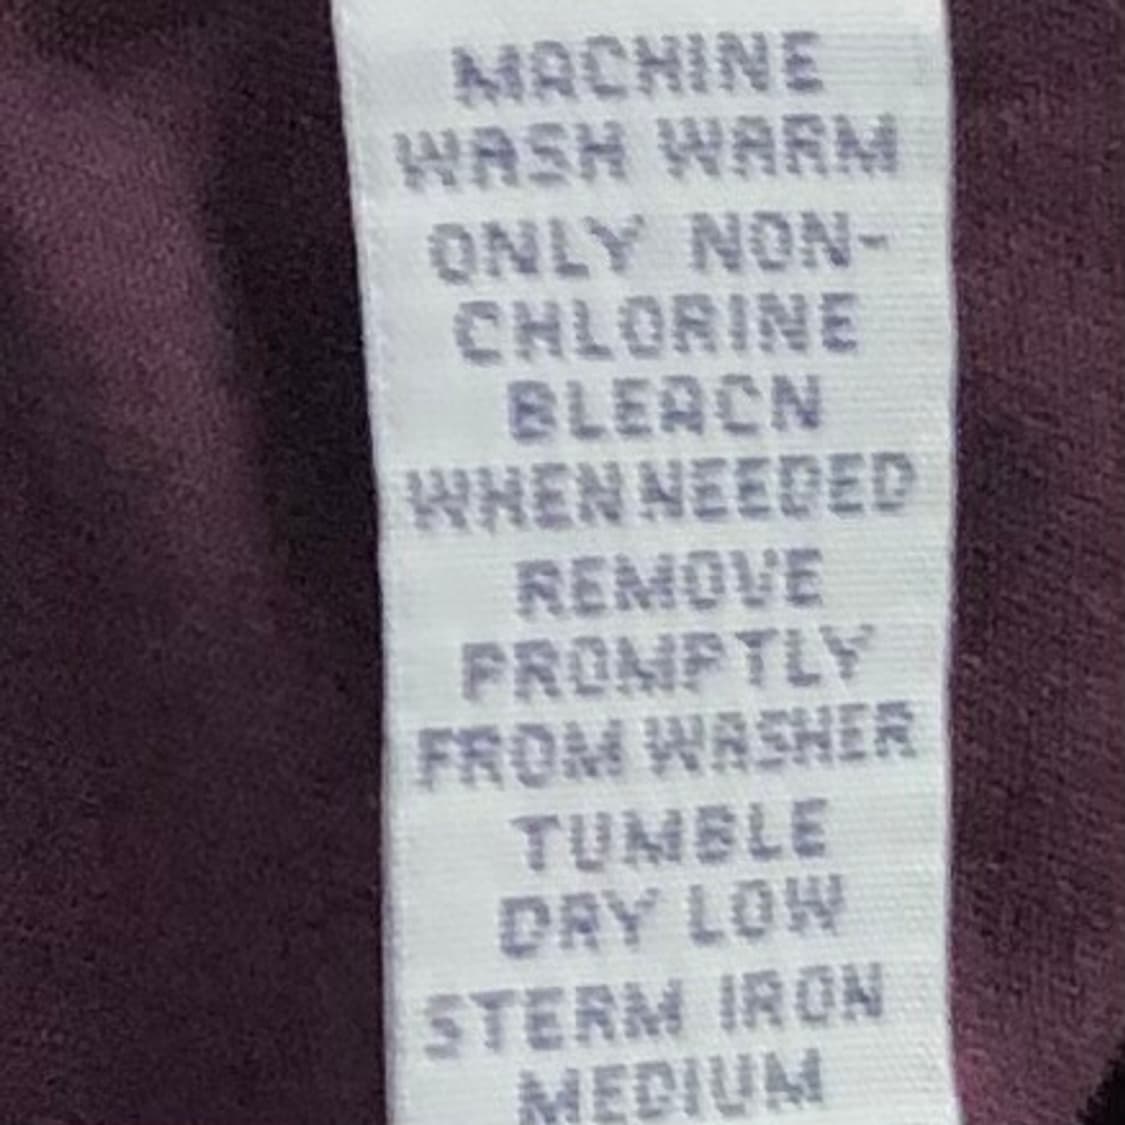 MACHINE
WASH WARM
ONLY NON-
CHLORINE
BLEACN
WHEN NEEDED
REMOVE
PROMPTLY
FROM WASHER
TUMBLE
DRY LOW
STERM IRON
MEDIUM